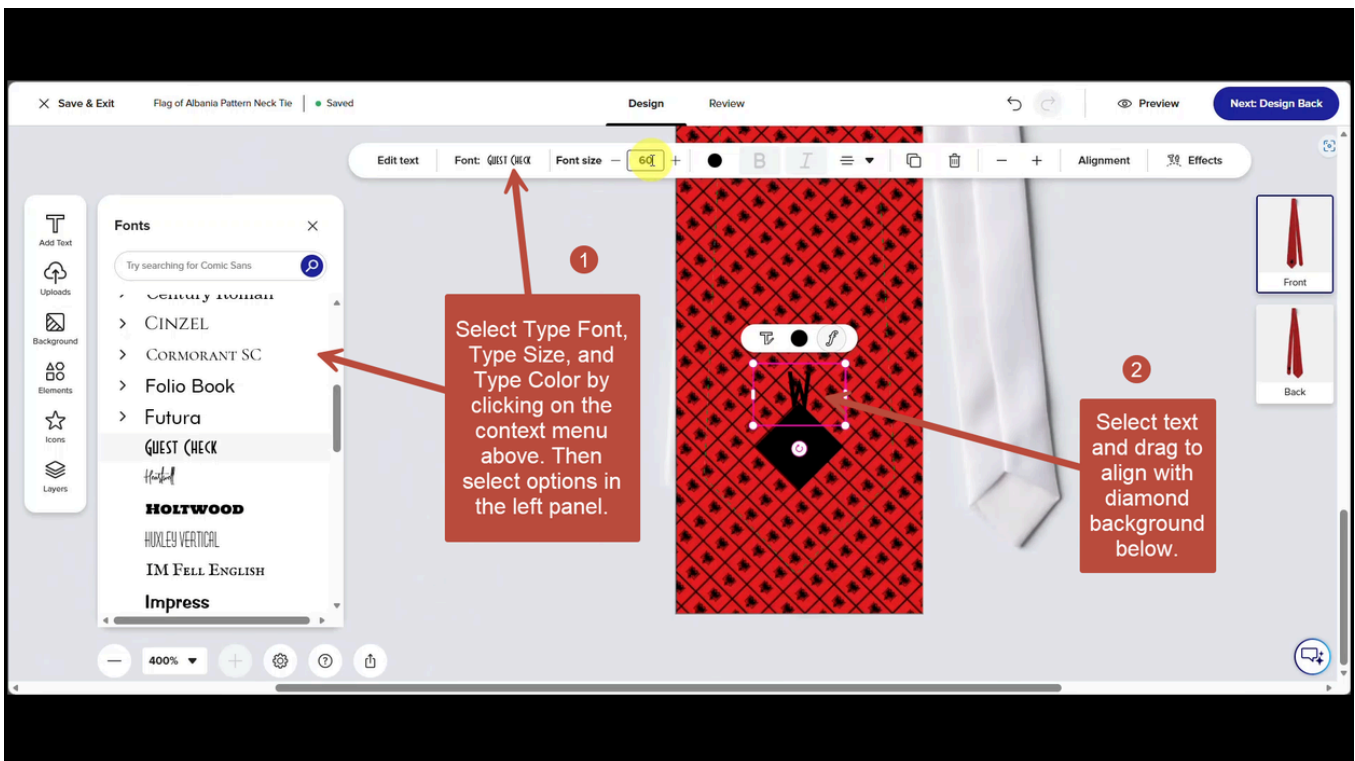 Save & Exit
Flag of Albania Pattern Neck Tie
Saved
Design
Review
Preview
Next: Design Back
Edit text
Font: GUEST CHECK
Font size
60
B
I
Alignment
Effects
Add Text
Uploads
Background
Elements
Icons
Layers
Fonts
Try searching for Comic Sans
Century Roman
CINZEL
CORMORANT SC
Folio Book
Futura
GUEST CHECK
HOLTWOOD
HUXLEY VERTICAL
IM FELL ENGLISH
Impress
400%
1
Select Type Font,
Type Size, and
Type Color by
clicking on the
context menu
above. Then
select options in
the left panel.
2
Select text
and drag to
align with
diamond
background
below.
Front
Back